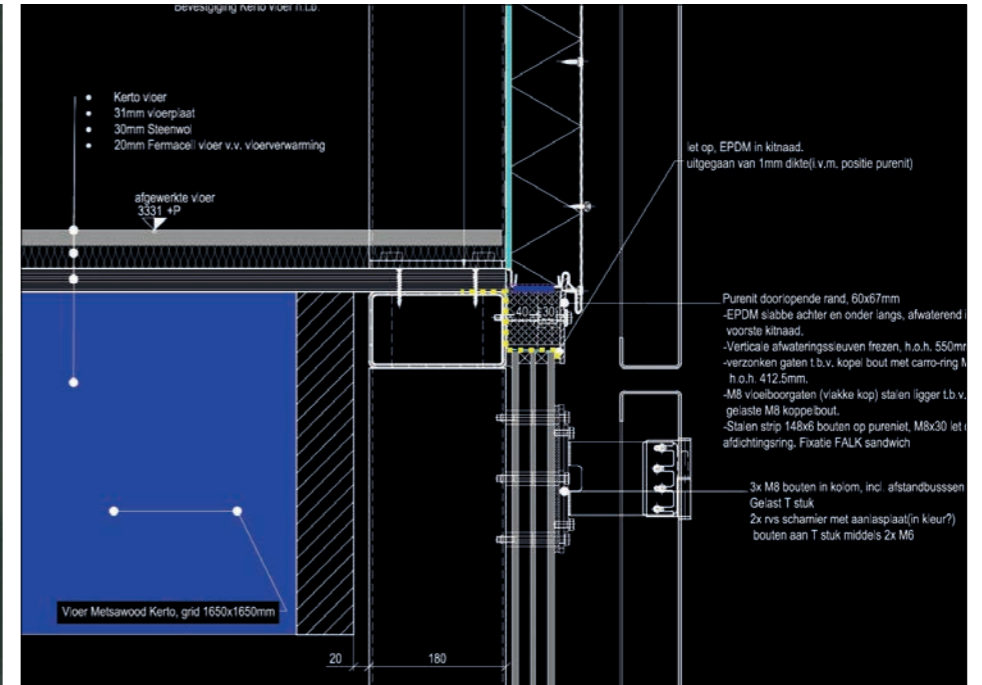 Bevestiging Kerto vloer n.t.b.
Kerto vloer
31mm vloerplaat
30mm Steenwol
20mm Fermacell vloer v.v. vloerverwarming
afgewerkte vloer
3331 +P
let op, EPDM in kitnaad.
uitgegaan van 1mm dikte(i.v.m. positie purenit)
40
30
Purenit doorlopende rand, 60x67mm
-EPDM slabbe achter en onder langs, afwaterend i
voorste kitnaad.
-Verticale afwateringssleuven frezen, h.o.h. 550mm
-verzonken gaten t.b.v. kopel bout met carro-ring M
h.o.h. 412.5mm.
-M8 vloeiboorgaten (vlakke kop) stalen ligger t.b.v.
gelaste M8 koppelbout.
-Stalen strip 148x6 bouten op pureniet, M8x30 let
afdichtingsring. Fixatie FALK sandwich
3x M8 bouten in kolom, incl. afstandbusssen
Gelast T stuk
2x rvs scharnier met aanlasplaat(in kleur?)
bouten aan T stuk middels 2x M6
Vloer Metsawood Kerto, grid 1650x1650mm
20
180